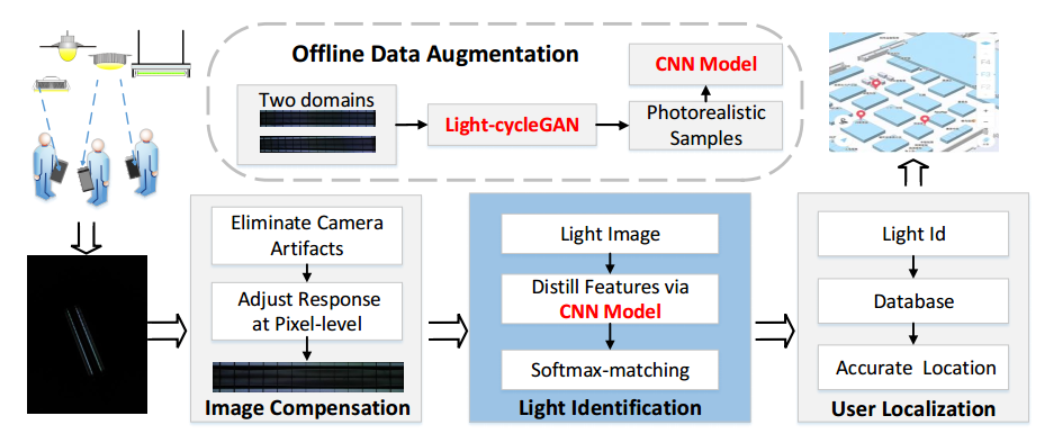 Offline Data Augmentation
Two domains
Light-cycleGAN
CNN Model
Photorealistic
Samples
Eliminate Camera
Artifacts
Adjust Response
at Pixel-level
Image Compensation
Light Image
Distill Features via
CNN Model
Softmax-matching
Light Identification
Light Id
Database
Accurate Location
User Localization